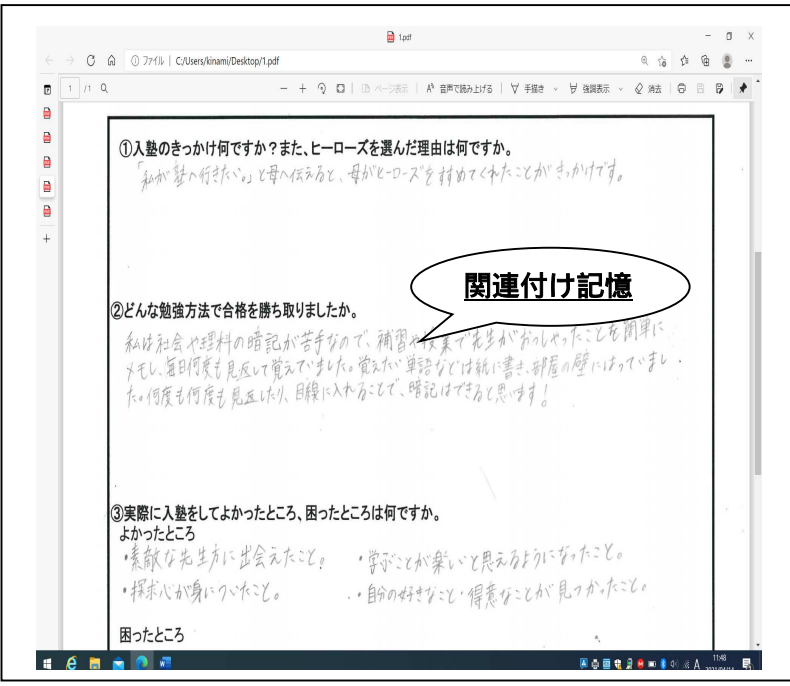 1.pdf
ファイル | C:/Users/kinami/Desktop/1.pdf
1 /1
ページ表示 音声で読み上げる 手描き 強調表示 消去
①入塾のきっかけ何ですか？また、ヒーローズを選んだ理由は何ですか。
「私が塾へ行きたい。」と母へ伝えると、母がヒーローズをすすめてくれたことがきっかけです。
関連付け記憶
②どんな勉強方法で合格を勝ち取りましたか。
私は社会や理科の暗記が苦手なので、補習や授業で先生がおっしゃったことを簡単に
メモし、毎日何度も見返して覚えていました。覚えたい単語などは紙に書き、部屋の壁にはっていまし
た。何度も何度も見返したり、目線に入れることで、暗記はできると思います！
③実際に入塾をしてよかったところ、困ったところは何ですか。
よかったところ
・素敵な先生方に出会えたこと。 ・学ぶことが楽しいと思えるようになったこと。
・探求心が身についたこと。 ・自分の好きなこと・得意なことが見つかったこと。
困ったところ
A 11:48